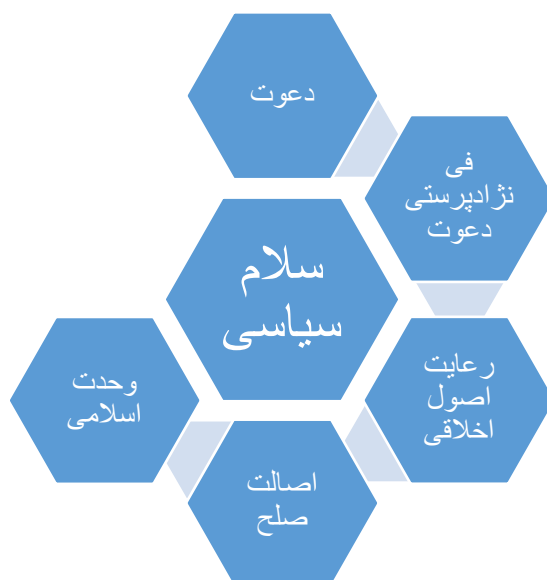 دعوت
فی
نژادپرستی
دعوت
رعایت
اصول
اخلاقی
اصالت
صلح
وحدت
اسلامی
سلام
سیاسی